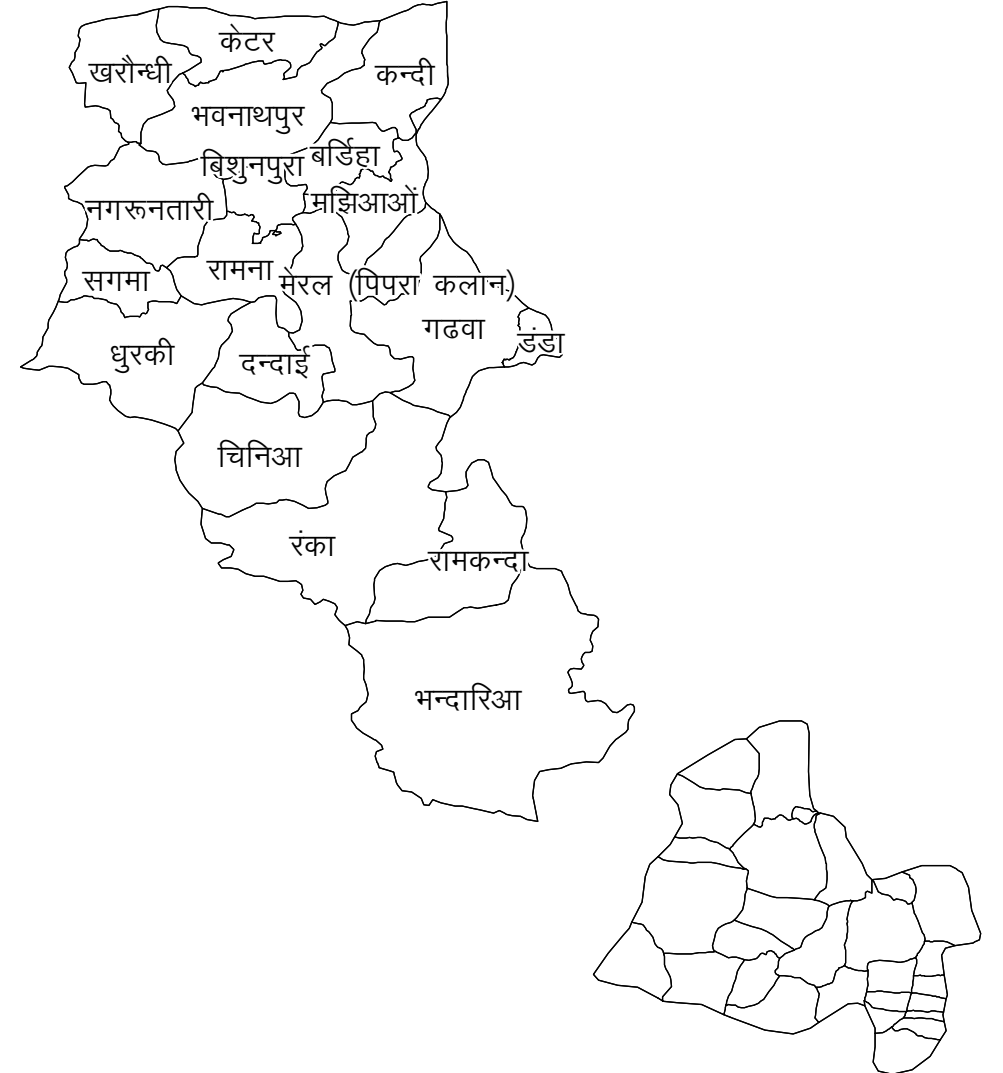 केटर
खरौन्धी
कन्दी
भवनाथपुर
बर्डिहा
बिशुनपुरा
मझिआओं
नगरूनतारी
रामना
सगमा
मेरल (पिपरा कलान)
गढवा
डंडा
धुरकी
दन्दाई
चिनिआ
रंका
रामकन्दा
भन्दारिआ